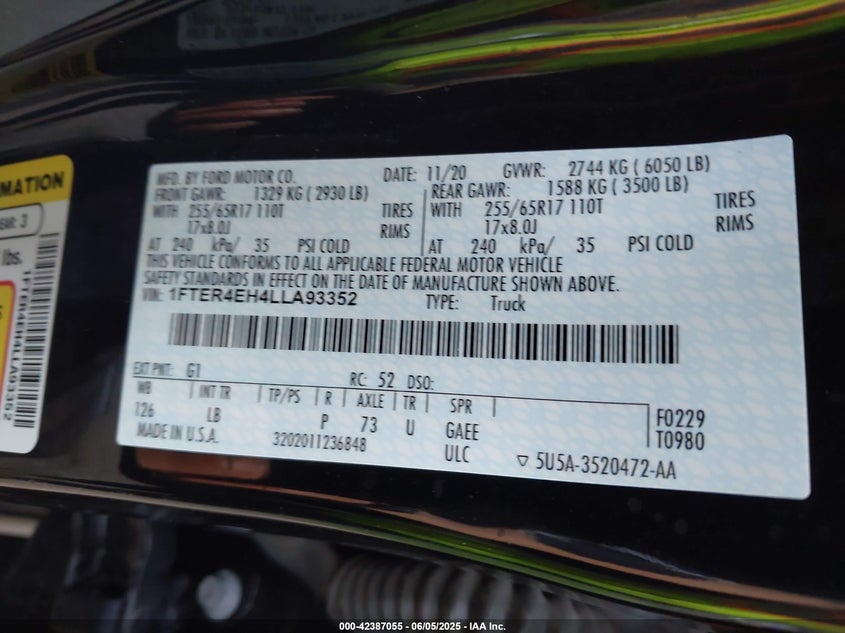 MFD. BY FORD MOTOR CO. DATE: 11/20 GVWR: 2744 KG ( 6050 LB)
FRONT GAWR: 1329 KG ( 2930 LB) REAR GAWR: 1588 KG ( 3500 LB)
WITH 255/65R17 110T TIRES WITH 255/65R17 110T TIRES
17x8.0J RIMS 17x8.0J RIMS
AT 240 kPa/ 35 PSI COLD AT 240 kPa/ 35 PSI COLD
THIS VEHICLE CONFORMS TO ALL APPLICABLE FEDERAL MOTOR VEHICLE
SAFETY STANDARDS IN EFFECT ON THE DATE OF MANUFACTURE SHOWN ABOVE.
VIN: 1FTER4EH4LLA93352 TYPE: Truck
EXT PNT: G1 RC: 52 DSO:
WB INT TR TP/PS R AXLE TR SPR
126 LB P 73 U GAEE F0229
ULC T0980
MADE IN U.S.A. 3202011236848 ▽ 5U5A-3520472-AA
MATION
EAR: 3
lbs.
1FTER4EH4LLA93352
000-42387055 - 06/05/2025 - IAA Inc.